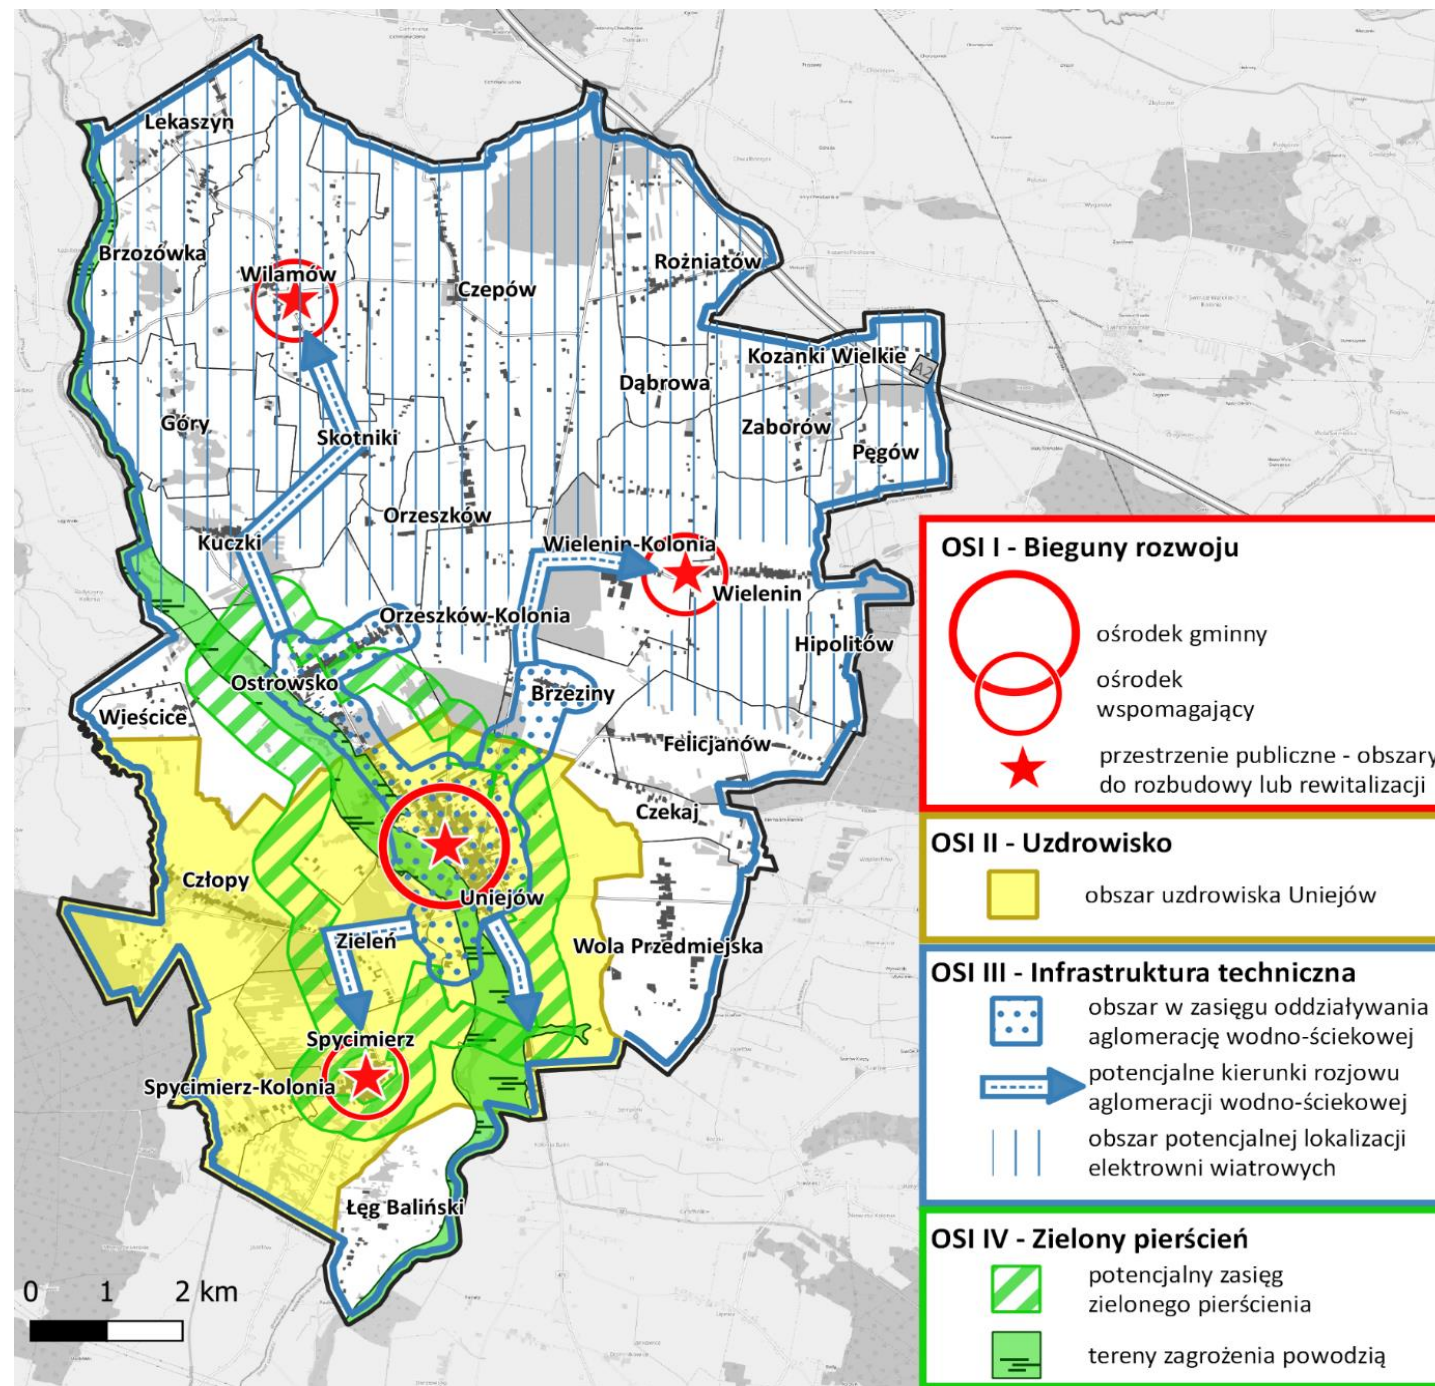 Lekaszyn
Brzozówka
Wilamów
Czepów
Rożniatów
Kozanki Wielkie
A2
Dąbrowa
Góry
Skotniki
Zaborów
Pęgów
Orzeszków
Kuczki
Wielenin-Kolonia
Wielenin
Orzeszków-Kolonia
Hipolitów
Ostrowsko
Brzeziny
Wieścice
Felicjanów
Czekaj
Człopy
Uniejów
Zieleń
Wola Przedmiejska
Spycimierz
Spycimierz-Kolonia
Łęg Baliński
0 1 2 km
OSI I - Bieguny rozwoju
ośrodek gminny
ośrodek
wspomagający
przestrzenie publiczne - obszary
do rozbudowy lub rewitalizacji
OSI II - Uzdrowisko
obszar uzdrowiska Uniejów
OSI III - Infrastruktura techniczna
obszar w zasięgu oddziaływania
aglomerację wodno-ściekowej
potencjalne kierunki rozjowu
aglomeracji wodno-ściekowej
obszar potencjalnej lokalizacji
elektrowni wiatrowych
OSI IV - Zielony pierścień
potencjalny zasięg
zielonego pierścienia
tereny zagrożenia powodzią